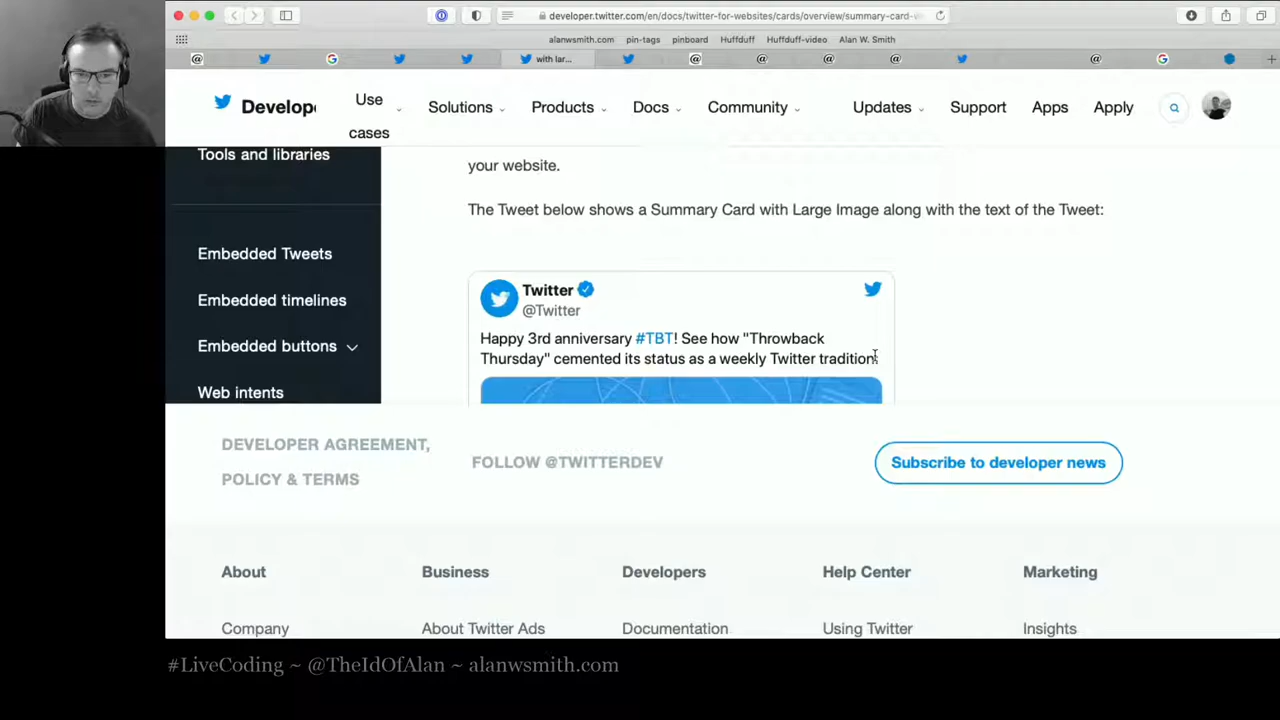 developer.twitter.com/en/docs/twitter-for-websites/cards/overview/summary-card-w
alanwsmith.com pin-tags pinboard Huffduff Huffduff-video Alan W. Smith
with lar...
Develop
Use cases
Solutions
Products
Docs
Community
Updates
Support
Apps
Apply
Tools and libraries
Embedded Tweets
Embedded timelines
Embedded buttons
Web intents
your website.
The Tweet below shows a Summary Card with Large Image along with the text of the Tweet:
Twitter
@Twitter
Happy 3rd anniversary #TBT! See how "Throwback
Thursday" cemented its status as a weekly Twitter tradition.
DEVELOPER AGREEMENT,
POLICY & TERMS
FOLLOW @TWITTERDEV
Subscribe to developer news
About Business Developers Help Center Marketing
Company About Twitter Ads Documentation Using Twitter Insights
#LiveCoding ~ @TheIdOfAlan ~ alanwsmith.com